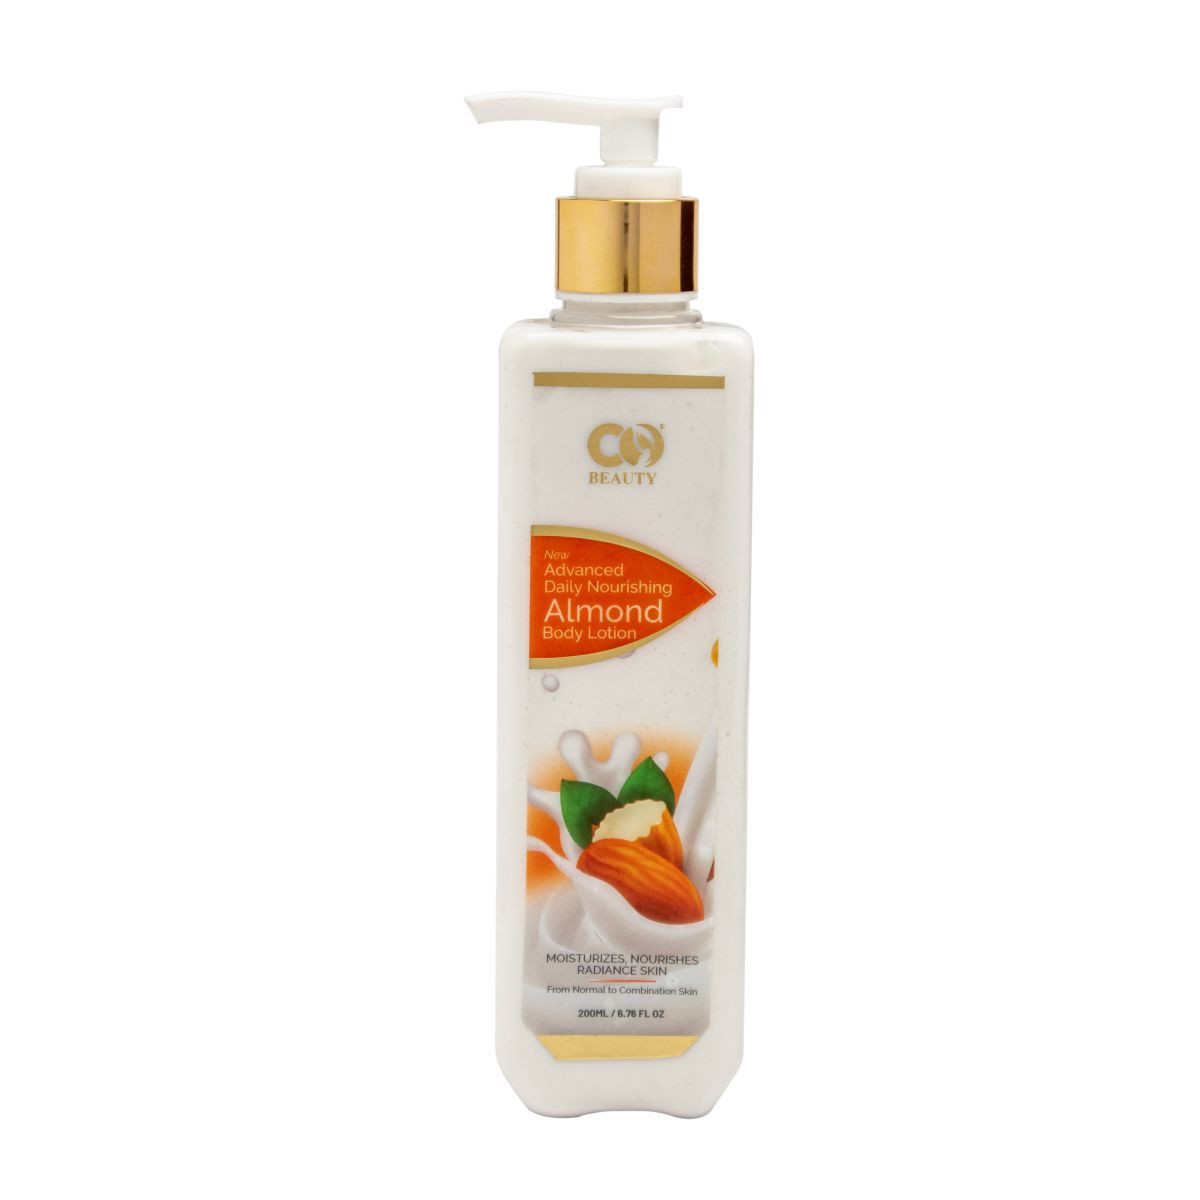 CO
BEAUTY
New
Advanced
Daily Nourishing
Almond
Body Lotion
MOISTURIZES, NOURISHES
RADIANCE SKIN
From Normal to Combination Skin
200ML / 6.76 FL OZ